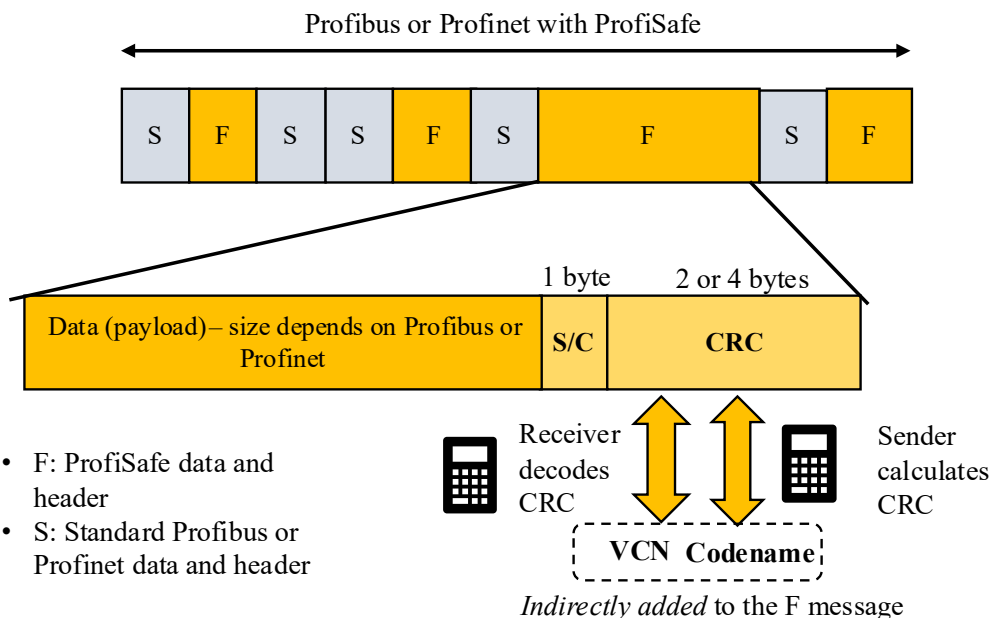 Profibus or Profinet with ProfiSafe
S F S S F S F S F
1 byte 2 or 4 bytes
Data (payload)– size depends on Profibus or
Profinet
S/C
CRC
Receiver
decodes
CRC
Sender
calculates
CRC
• F: ProfiSafe data and
header
• S: Standard Profibus or
Profinet data and header
VCN Codename
Indirectly added to the F message